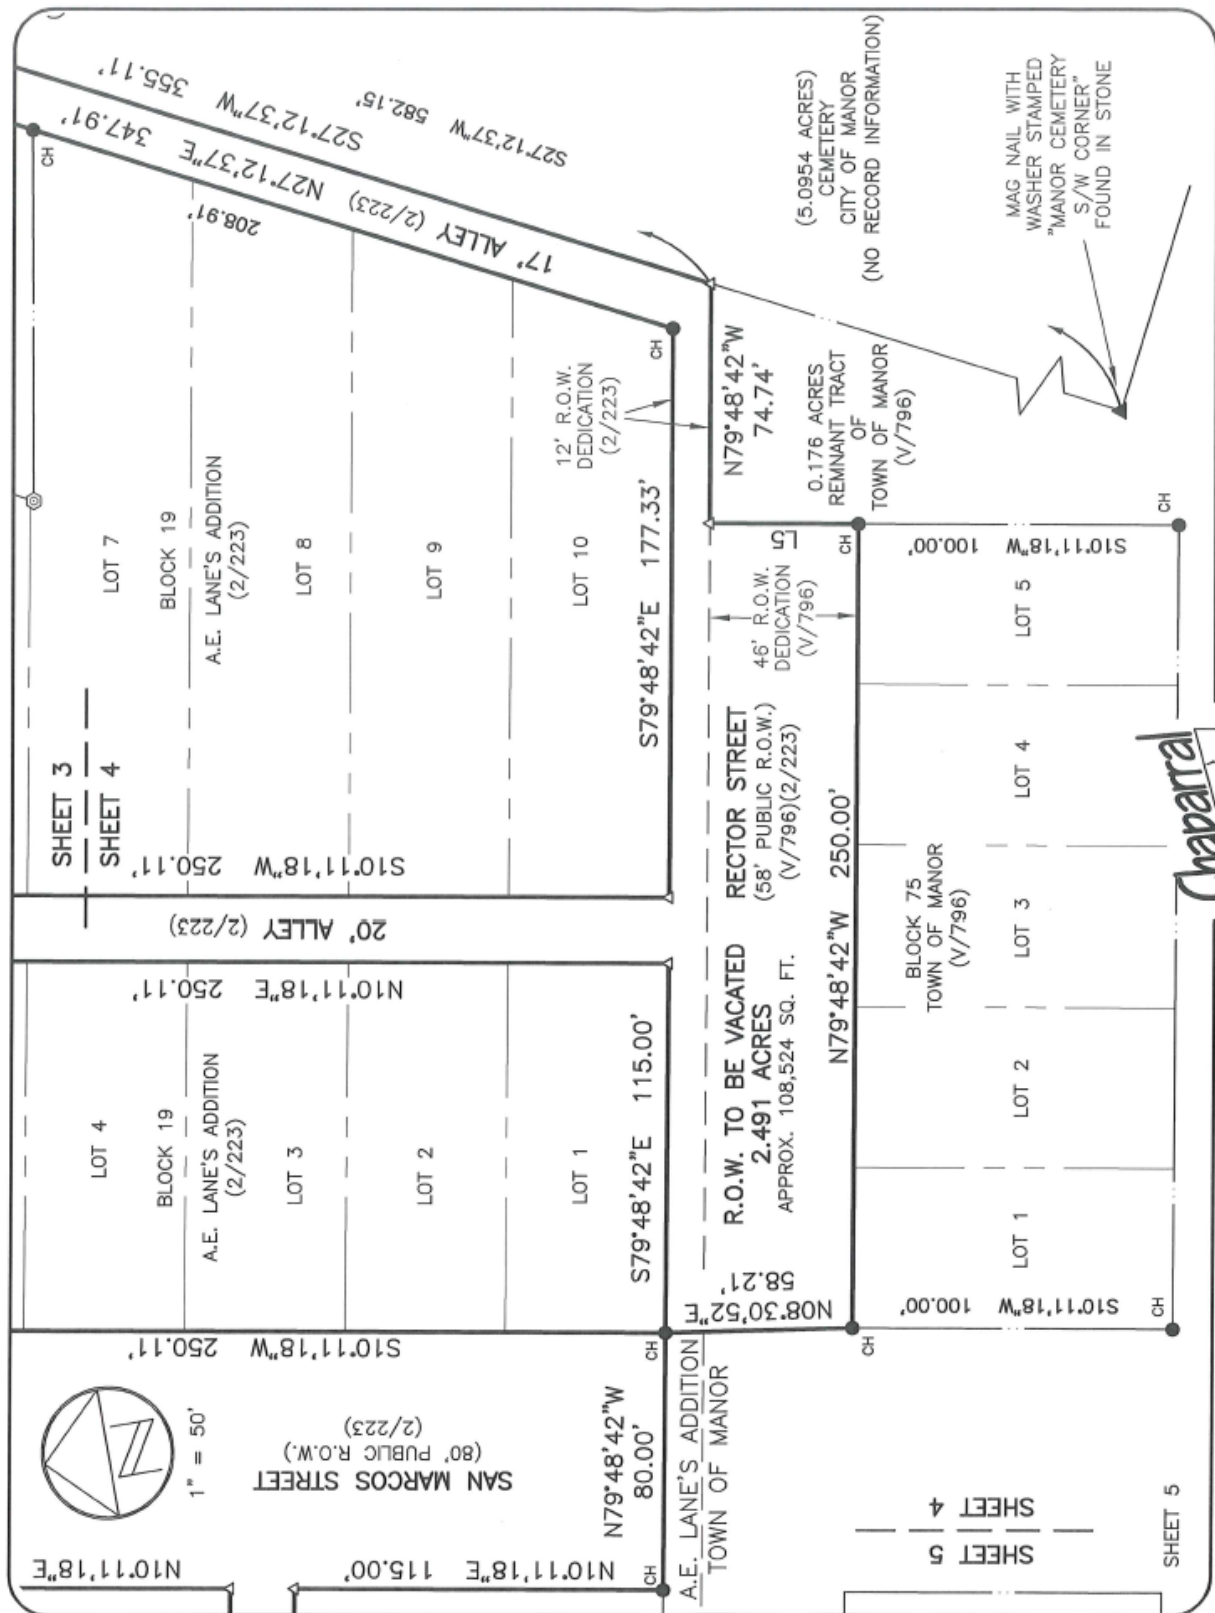 1" = 50'
SAN MARCOS STREET
(80' PUBLIC R.O.W.)
(2/223)
N10°11'18"E
N10°11'18"E 115.00'
CH
N79°48'42"W
80.00'
A.E. LANE'S ADDITION
TOWN OF MANOR
SHEET 5
SHEET 4
SHEET 5
S10°11'18"W 250.11'
CH
LOT 4
BLOCK 19
A.E. LANE'S ADDITION
(2/223)
LOT 3
LOT 2
LOT 1
N10°11'18"E 250.11'
S79°48'42"E 115.00'
20' ALLEY (2/223)
SHEET 3
SHEET 4
S10°11'18"W 250.11'
LOT 7
BLOCK 19
A.E. LANE'S ADDITION
(2/223)
LOT 8
LOT 9
LOT 10
S79°48'42"E 177.33'
CH
208.91'
CH
17' ALLEY (2/223) N27°12'37"E 347.91'
S27°12'37"W 355.11'
S27°12'37"W 582.15'
12' R.O.W.
DEDICATION
(2/223)
N79°48'42"W
74.74'
0.176 ACRES
REMNANT TRACT
OF
TOWN OF MANOR
(V/796)
(5.0954 ACRES)
CEMETERY
CITY OF MANOR
(NO RECORD INFORMATION)
MAG NAIL WITH
WASHER STAMPED
"MANOR CEMETERY
S/W CORNER"
FOUND IN STONE
N08°30'52"E
58.21'
CH
R.O.W. TO BE VACATED
2.491 ACRES
APPROX. 108,524 SQ. FT.
RECTOR STREET
(58' PUBLIC R.O.W.)
(V/796)(2/223)
46' R.O.W.
DEDICATION
(V/796)
L5
CH
N79°48'42"W 250.00'
S10°11'18"W 100.00'
CH
LOT 1
LOT 2
BLOCK 75
TOWN OF MANOR
(V/796)
LOT 3
LOT 4
LOT 5
S10°11'18"W 100.00'
CH
Chaparral